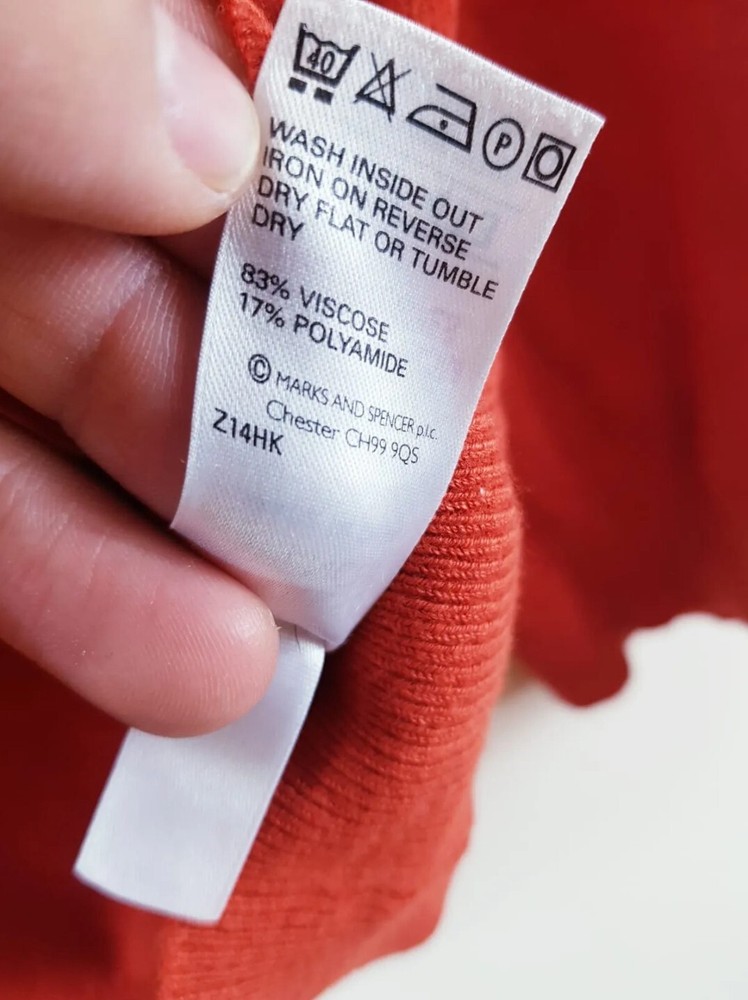 40
P
WASH INSIDE OUT
IRON ON REVERSE
DRY FLAT OR TUMBLE
DRY
83% VISCOSE
17% POLYAMIDE
© MARKS AND SPENCER p.l.c.
Chester CH99 9QS
Z14HK